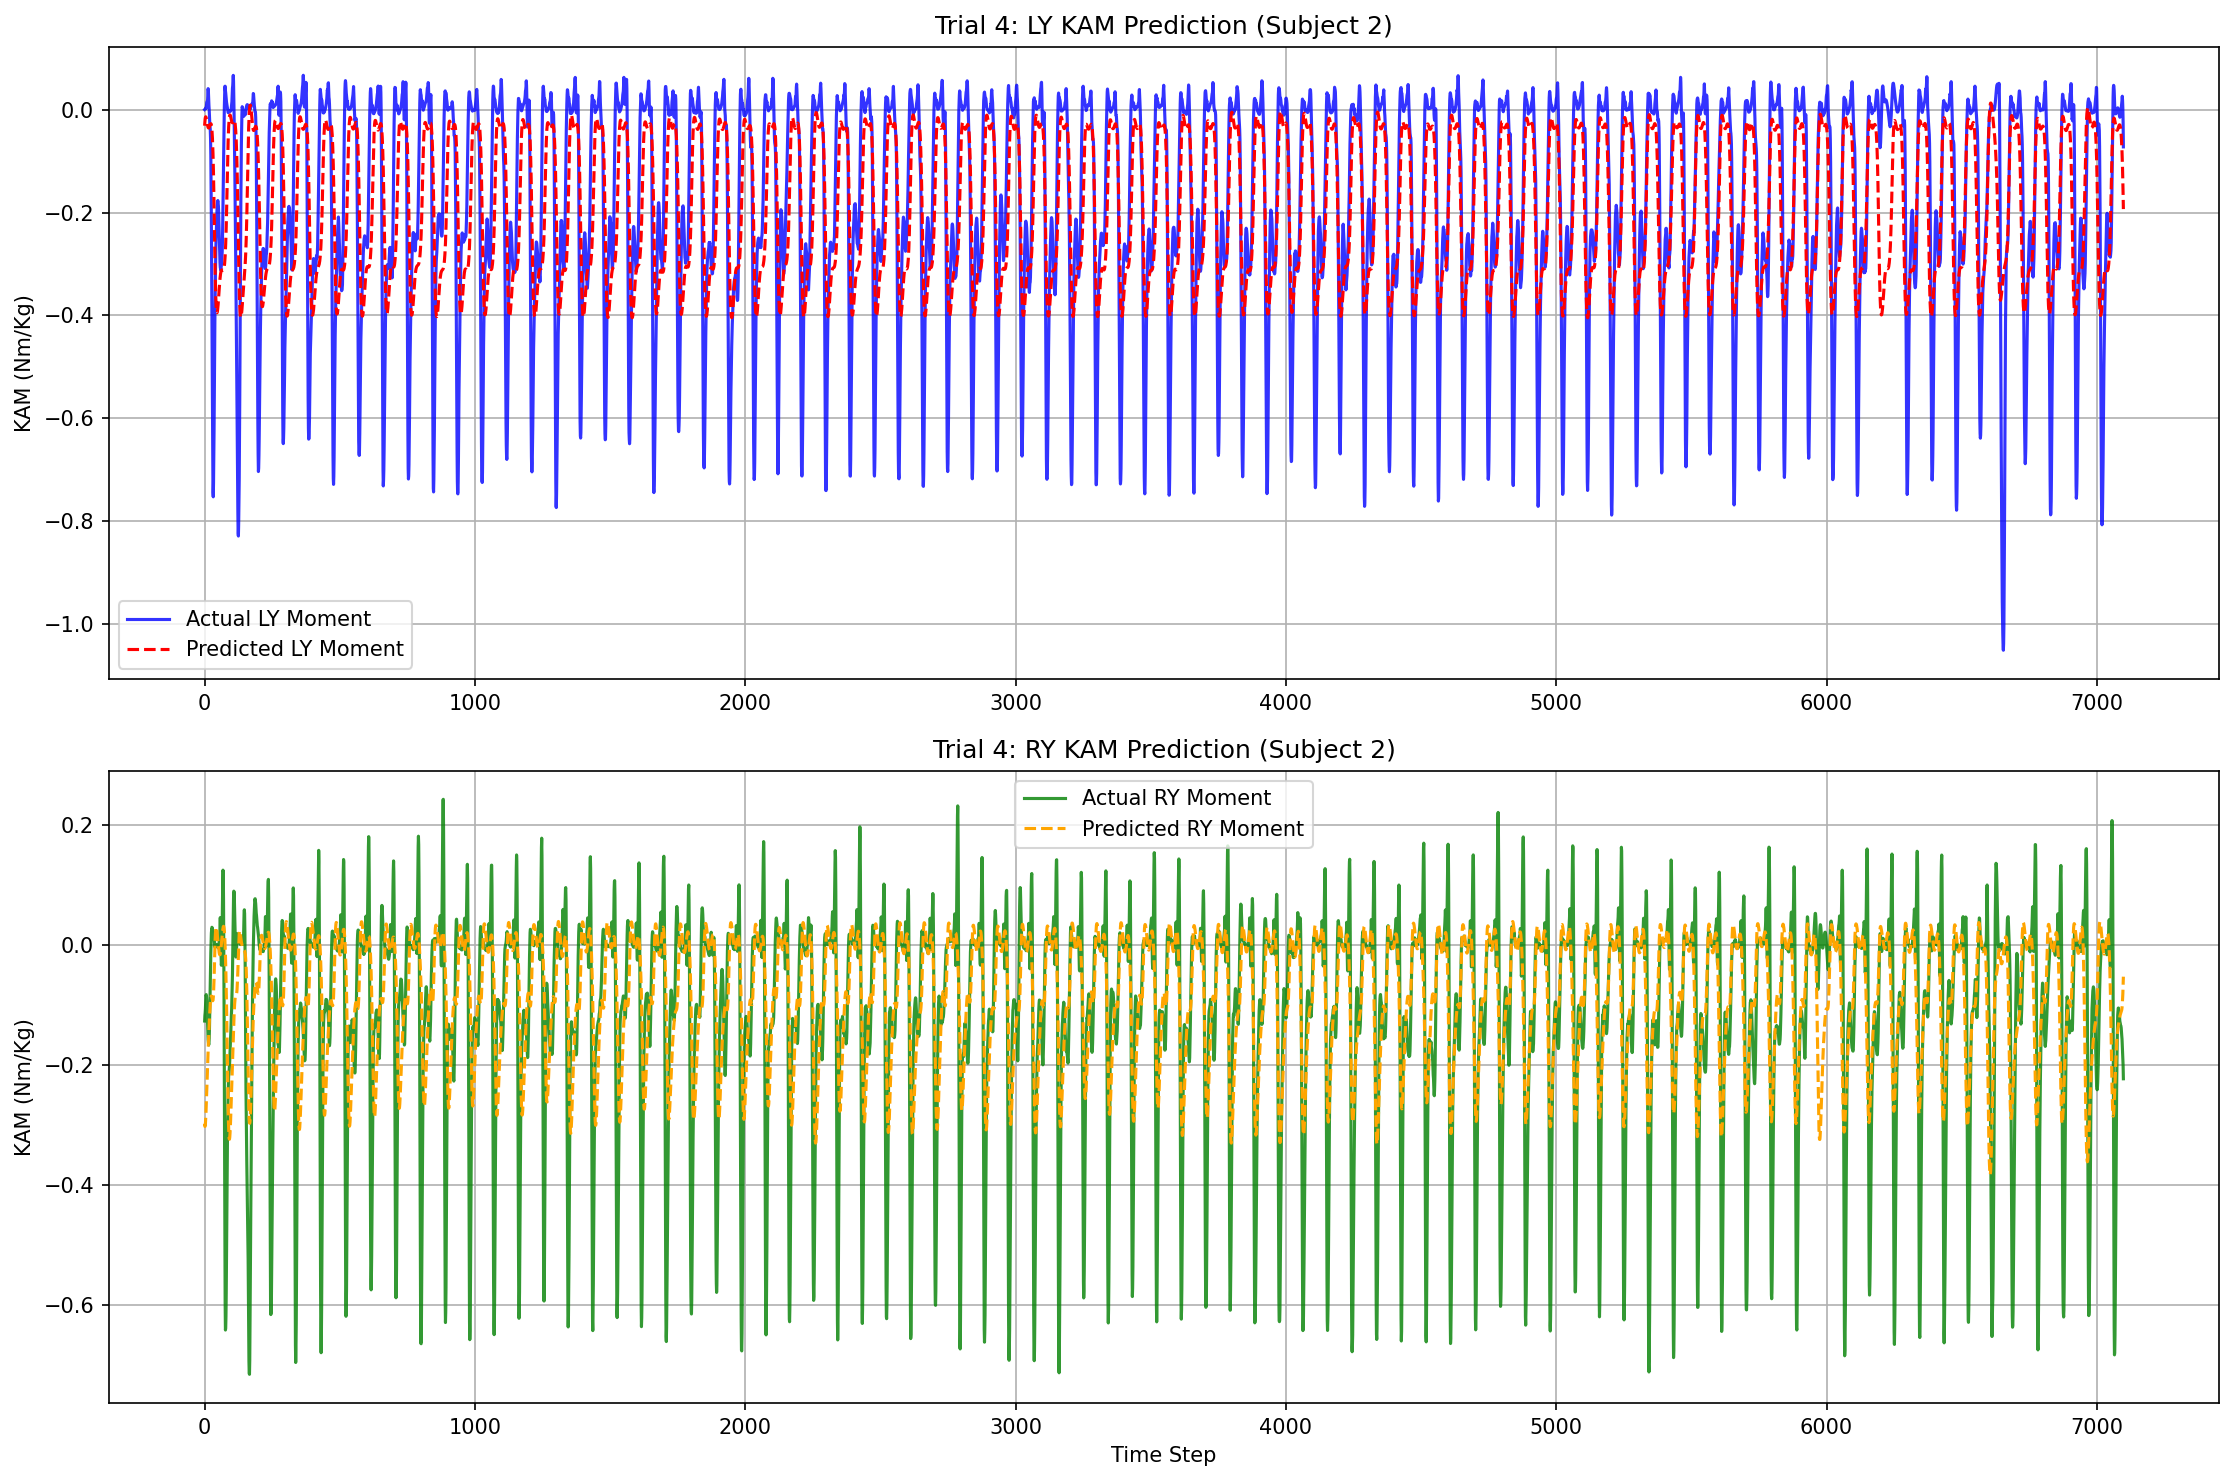 Trial 4: LY KAM Prediction (Subject 2)
KAM (Nm/Kg)
0.0
−0.2
−0.4
−0.6
−0.8
−1.0
Actual LY Moment
Predicted LY Moment
0 1000 2000 3000 4000 5000 6000 7000
Trial 4: RY KAM Prediction (Subject 2)
KAM (Nm/Kg)
0.2
0.0
−0.2
−0.4
−0.6
Actual RY Moment
Predicted RY Moment
0 1000 2000 3000 4000 5000 6000 7000
Time Step